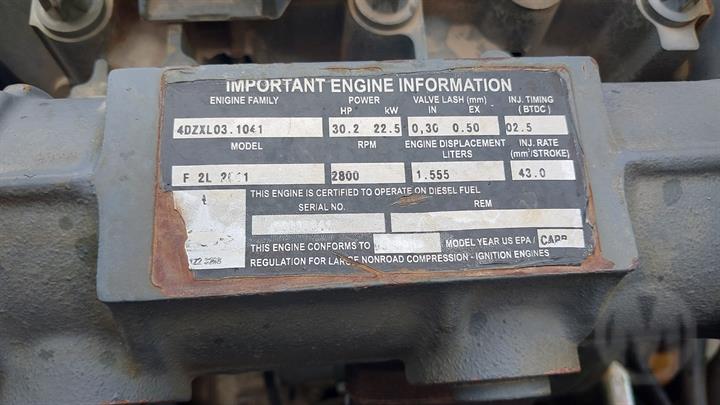 IMPORTANT ENGINE INFORMATION
ENIGINE FAMILY POWER VALVE LASH (mm) INJ. TIMING
HP kW IN EX (BTDC)
4DZXL03.1041 30.2 22.5 0,30 0.50 02.5
MODEL RPM ENGINE DISPLACEMENT INJ. RATE
LITERS (mm³/STROKE)
F 2L 2800 1.555 43.0
THIS ENGINE IS CERTIFIED TO OPERATE ON DIESEL FUEL
SERIAL NO. REM
THIS ENGINE CONFORMS TO MODEL YEAR US EPA / CARB
REGULATION FOR LARGE NONROAD COMPRESSION - IGNITION ENGINES
M